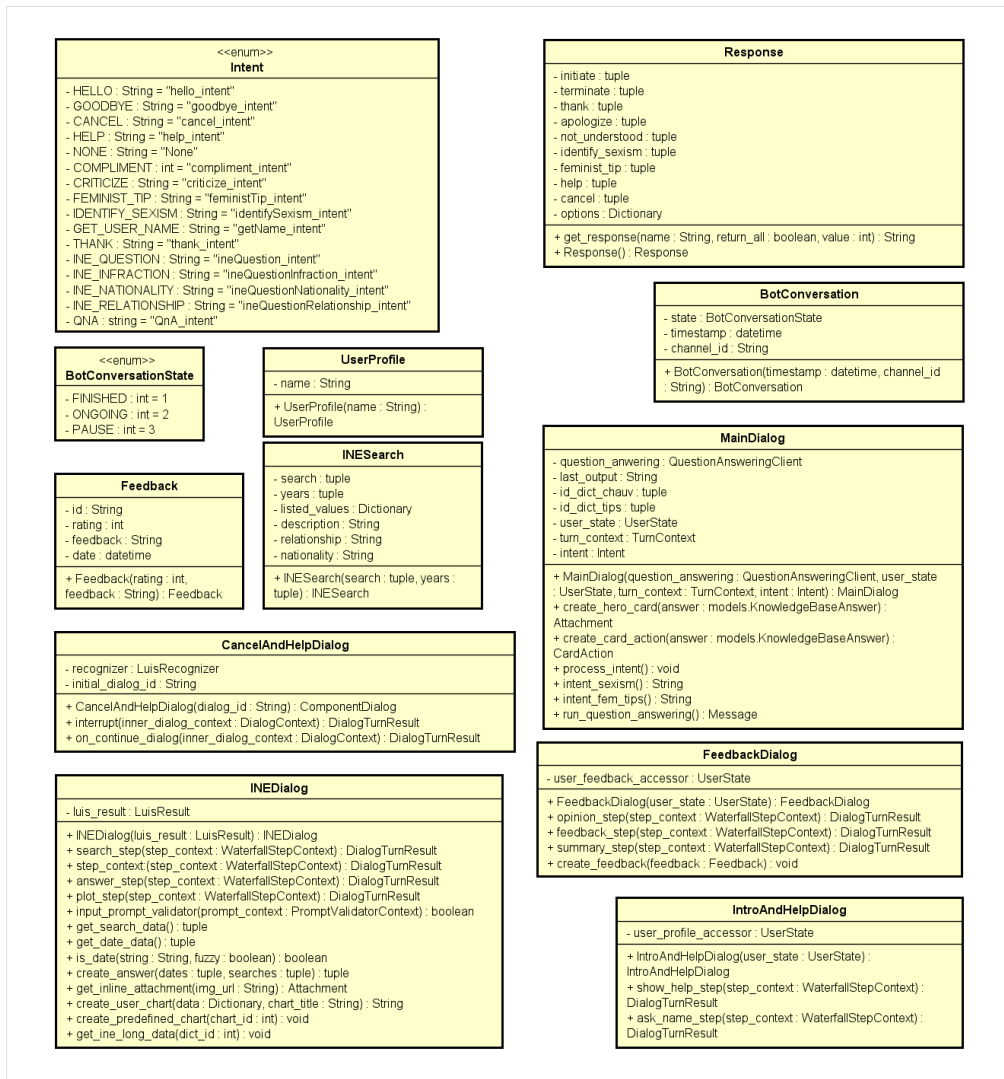 <<enum>>
Intent
- HELLO : String = "hello_intent"
- GOODBYE : String = "goodbye_intent"
- CANCEL : String = "cancel_intent"
- HELP : String = "help_intent"
- NONE : String = "None"
- COMPLIMENT : int = "compliment_intent"
- CRITICIZE : String = "criticize_intent"
- FEMINIST_TIP : String = "feministTip_intent"
- IDENTIFY_SEXISM : String = "identifySexism_intent"
- GET_USER_NAME : String = "getName_intent"
- THANK : String = "thank_intent"
- INE_QUESTION : String = "ineQuestion_intent"
- INE_INFRACTION : String = "ineQuestionInfraction_intent"
- INE_NATIONALITY : String = "ineQuestionNationality_intent"
- INE_RELATIONSHIP : String = "ineQuestionRelationship_intent"
- QNA : string = "QnA_intent"
Response
- initiate : tuple
- terminate : tuple
- thank : tuple
- apologize : tuple
- not_understood : tuple
- identify_sexism : tuple
- feminist_tip : tuple
- help : tuple
- cancel : tuple
- options : Dictionary
+ get_response(name : String, return_all : boolean, value : int) : String
+ Response() : Response
BotConversation
- state : BotConversationState
- timestamp : datetime
- channel_id : String
+ BotConversation(timestamp : datetime, channel_id
: String) : BotConversation
<<enum>>
BotConversationState
- FINISHED : int = 1
- ONGOING : int = 2
- PAUSE : int = 3
UserProfile
- name : String
+ UserProfile(name : String) :
UserProfile
INESearch
- search : tuple
- years : tuple
- listed_values : Dictionary
- description : String
- relationship : String
- nationality : String
+ INESearch(search : tuple, years :
tuple) : INESearch
Feedback
- id : String
- rating : int
- feedback : String
- date : datetime
+ Feedback(rating : int,
feedback : String) : Feedback
MainDialog
- question_anwering : QuestionAnsweringClient
- last_output : String
- id_dict_chauv : tuple
- id_dict_tips : tuple
- user_state : UserState
- turn_context : TurnContext
- intent : Intent
+ MainDialog(question_answering : QuestionAnsweringClient, user_state
: UserState, turn_context : TurnContext, intent : Intent) : MainDialog
+ create_hero_card(answer : models.KnowledgeBaseAnswer) :
Attachment
+ create_card_action(answer : models.KnowledgeBaseAnswer) :
CardAction
+ process_intent() : void
+ intent_sexism() : String
+ intent_fem_tips() : String
+ run_question_answering() : Message
CancelAndHelpDialog
- recognizer : LuisRecognizer
- initial_dialog_id : String
+ CancelAndHelpDialog(dialog_id : String) : ComponentDialog
+ interrupt(inner_dialog_context : DialogContext) : DialogTurnResult
+ on_continue_dialog(inner_dialog_context : DialogContext) : DialogTurnResult
FeedbackDialog
- user_feedback_accessor : UserState
+ FeedbackDialog(user_state : UserState) : FeedbackDialog
+ opinion_step(step_context : WaterfallStepContext) : DialogTurnResult
+ feedback_step(step_context : WaterfallStepContext) : DialogTurnResult
+ summary_step(step_context : WaterfallStepContext) : DialogTurnResult
+ create_feedback(feedback : Feedback) : void
INEDialog
- luis_result : LuisResult
+ INEDialog(luis_result : LuisResult) : INEDialog
+ search_step(step_context : WaterfallStepContext) : DialogTurnResult
+ step_context:(step_context : WaterfallStepContext) : DialogTurnResult
+ answer_step(step_context : WaterfallStepContext) : DialogTurnResult
+ plot_step(step_context : WaterfallStepContext) : DialogTurnResult
+ input_prompt_validator(prompt_context : PromptValidatorContext) : boolean
+ get_search_data() : tuple
+ get_date_data() : tuple
+ is_date(string : String, fuzzy : boolean) : boolean
+ create_answer(dates : tuple, searches : tuple) : tuple
+ get_inline_attachment(img_url : String) : Attachment
+ create_user_chart(data : Dictionary, chart_title : String) : String
+ create_predefined_chart(chart_id : int) : void
+ get_ine_long_data(dict_id : int) : void
IntroAndHelpDialog
- user_profile_accessor : UserState
+ IntroAndHelpDialog(user_state : UserState) :
IntroAndHelpDialog
+ show_help_step(step_context : WaterfallStepContext) :
DialogTurnResult
+ ask_name_step(step_context : WaterfallStepContext) :
DialogTurnResult